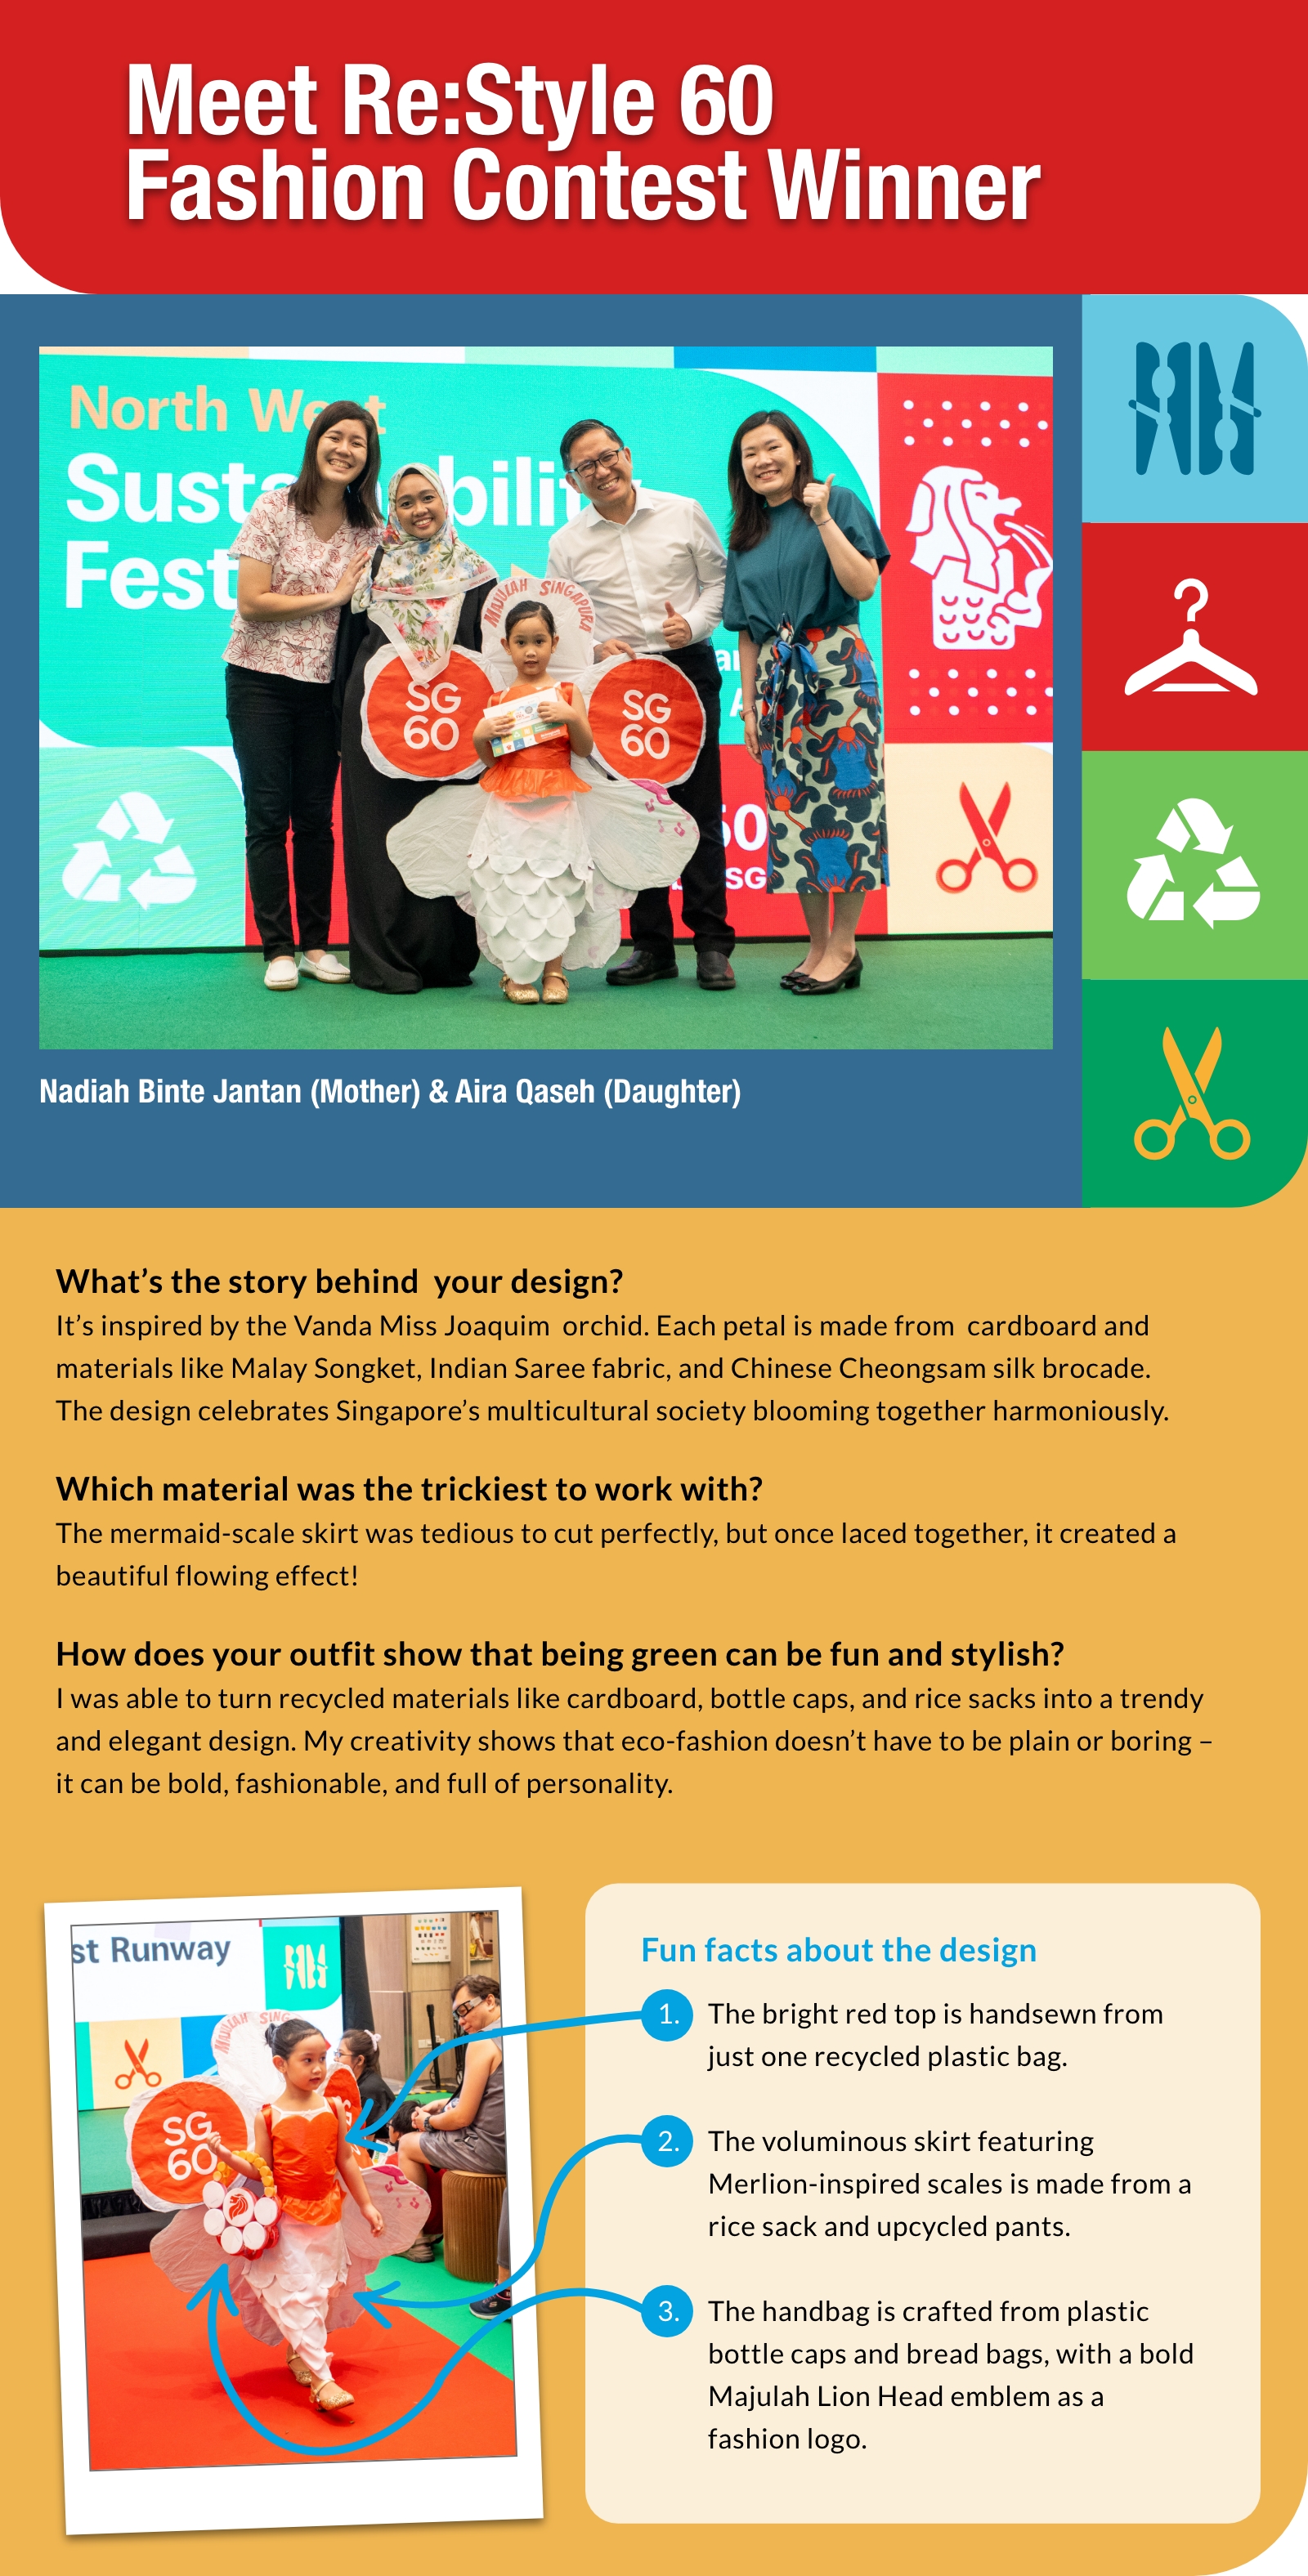 Meet Re:Style 60
Fashion Contest Winner
North We t
Sust bility
Fest
MAJULAH SINGAPURA
SG
60
SG
60
SG
Nadiah Binte Jantan (Mother) & Aira Qaseh (Daughter)
What’s the story behind  your design?
It’s inspired by the Vanda Miss Joaquim  orchid. Each petal is made from  cardboard and
materials like Malay Songket, Indian Saree fabric, and Chinese Cheongsam silk brocade.
The design celebrates Singapore’s multicultural society blooming together harmoniously.
Which material was the trickiest to work with?
The mermaid-scale skirt was tedious to cut perfectly, but once laced together, it created a
beautiful flowing effect!
How does your outfit show that being green can be fun and stylish?
I was able to turn recycled materials like cardboard, bottle caps, and rice sacks into a trendy
and elegant design. My creativity shows that eco-fashion doesn’t have to be plain or boring –
it can be bold, fashionable, and full of personality.
st Runway
MAJULAH SING
SG
60
Fun facts about the design
1. The bright red top is handsewn from
just one recycled plastic bag.
2. The voluminous skirt featuring
Merlion-inspired scales is made from a
rice sack and upcycled pants.
3. The handbag is crafted from plastic
bottle caps and bread bags, with a bold
Majulah Lion Head emblem as a
fashion logo.